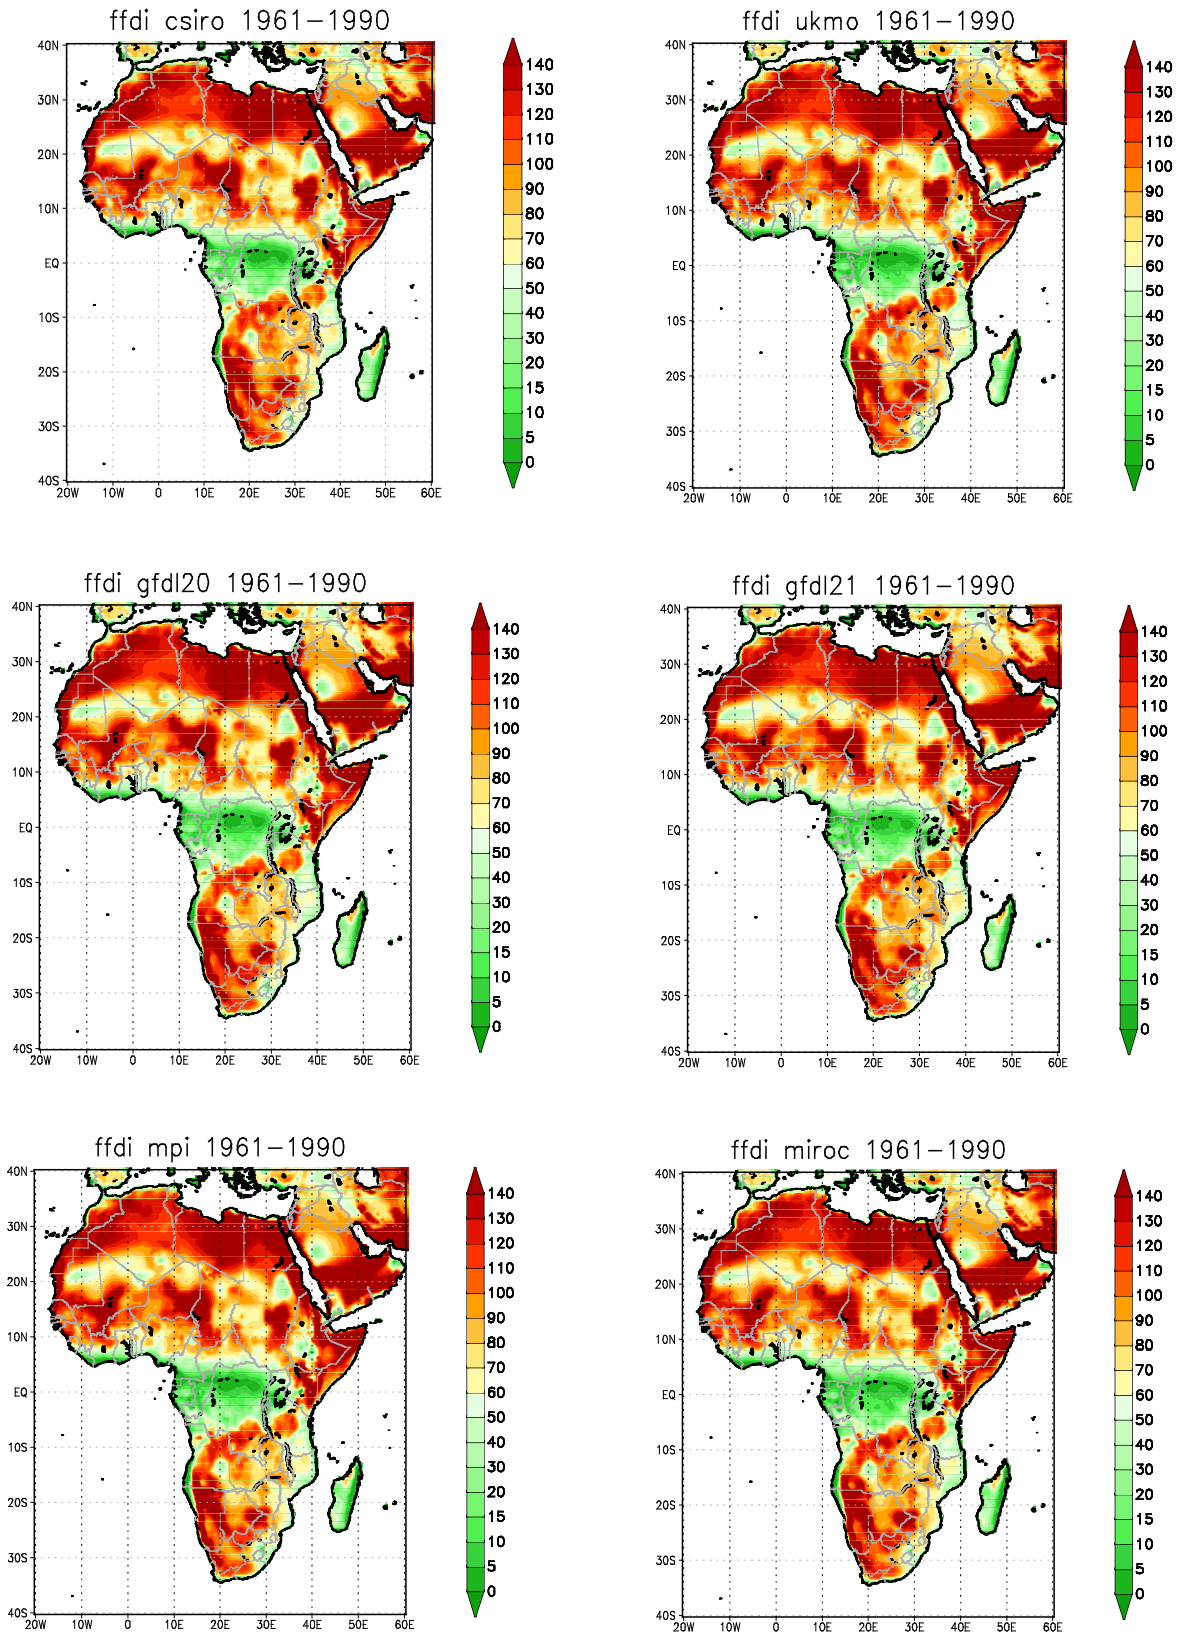 ffdi csiro 1961-1990
40N
30N
20N
10N
EQ
10S
20S
30S
40S
20W 10W 0 10E 20E 30E 40E 50E 60E
140
130
120
110
100
90
80
70
60
50
40
30
20
15
10
5
0
ffdi ukmo 1961-1990
40N
30N
20N
10N
EQ
10S
20S
30S
40S
20W 10W 0 10E 20E 30E 40E 50E 60E
140
130
120
110
100
90
80
70
60
50
40
30
20
15
10
5
0
ffdi gfdl20 1961-1990
40N
30N
20N
10N
EQ
10S
20S
30S
40S
20W 10W 0 10E 20E 30E 40E 50E 60E
140
130
120
110
100
90
80
70
60
50
40
30
20
15
10
5
0
ffdi gfdl21 1961-1990
40N
30N
20N
10N
EQ
10S
20S
30S
40S
20W 10W 0 10E 20E 30E 40E 50E 60E
140
130
120
110
100
90
80
70
60
50
40
30
20
15
10
5
0
ffdi mpi 1961-1990
40N
30N
20N
10N
EQ
10S
20S
30S
40S
20W 10W 0 10E 20E 30E 40E 50E 60E
140
130
120
110
100
90
80
70
60
50
40
30
20
15
10
5
0
ffdi miroc 1961-1990
40N
30N
20N
10N
EQ
10S
20S
30S
40S
20W 10W 0 10E 20E 30E 40E 50E 60E
140
130
120
110
100
90
80
70
60
50
40
30
20
15
10
5
0